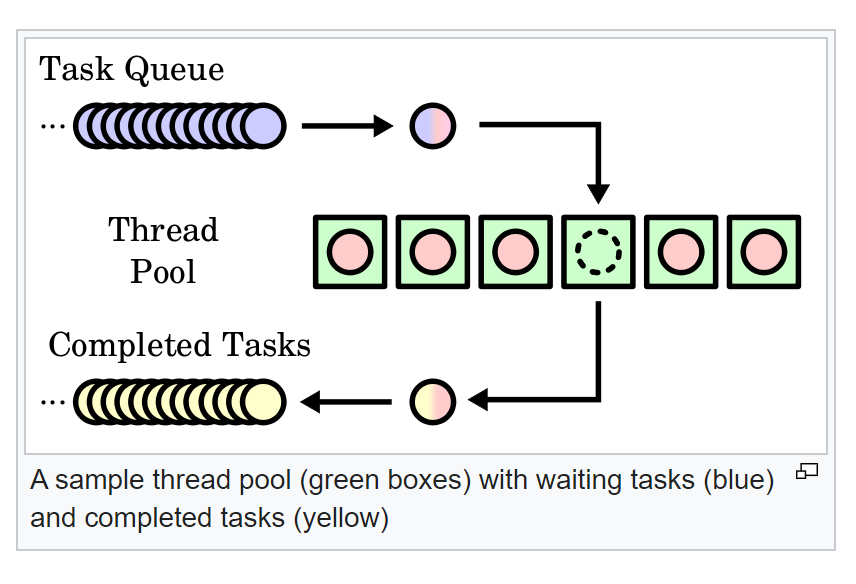 Task Queue
...
Thread
Pool
Completed Tasks
...
A sample thread pool (green boxes) with waiting tasks (blue)
and completed tasks (yellow)